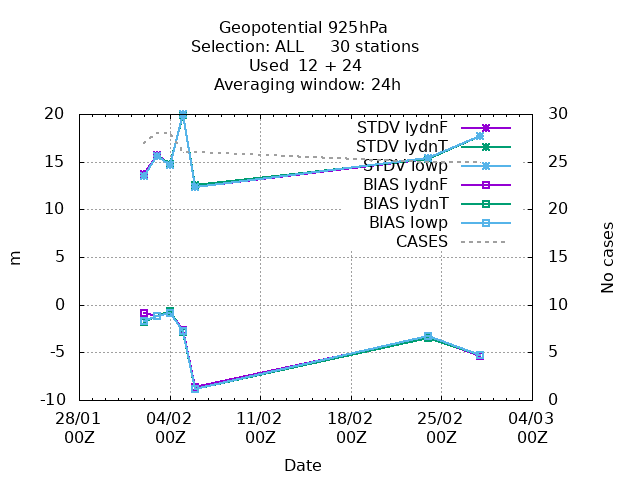 Geopotential 925hPa
Selection: ALL     30 stations
Used  12 + 24
Averaging window: 24h
20
15
10
5
0
-5
-10
m
30
25
20
15
10
5
0
No cases
STDV lydnF
STDV lydnT
STDV lowp
BIAS lydnF
BIAS lydnT
BIAS lowp
CASES
28/01 04/02 11/02 18/02 25/02 04/03
00Z 00Z 00Z 00Z 00Z 00Z
Date